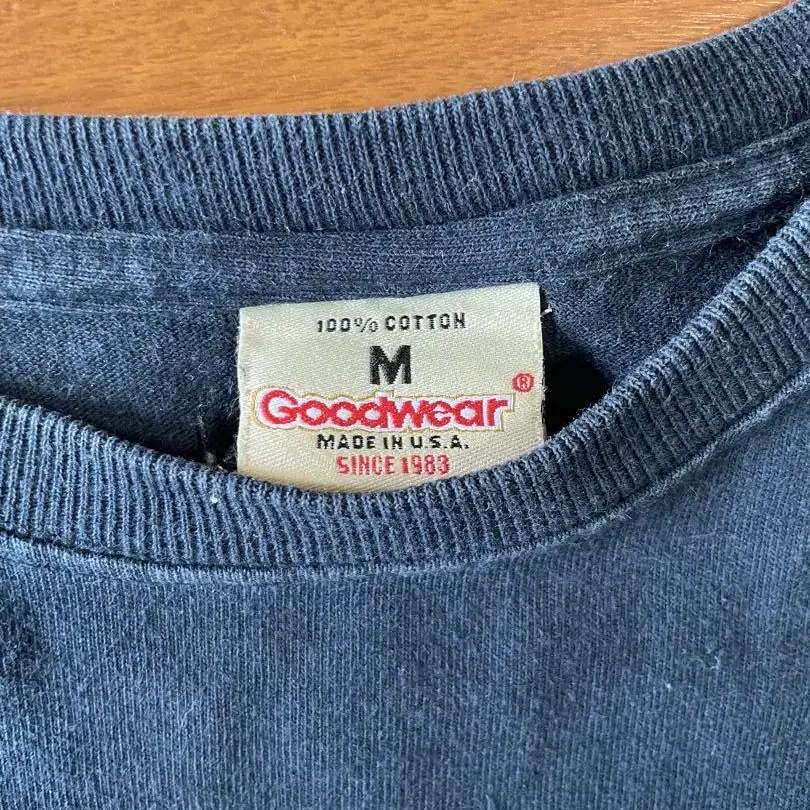 100% COTTON
M
Goodwear®
MADE IN U.S.A.
SINCE 1983